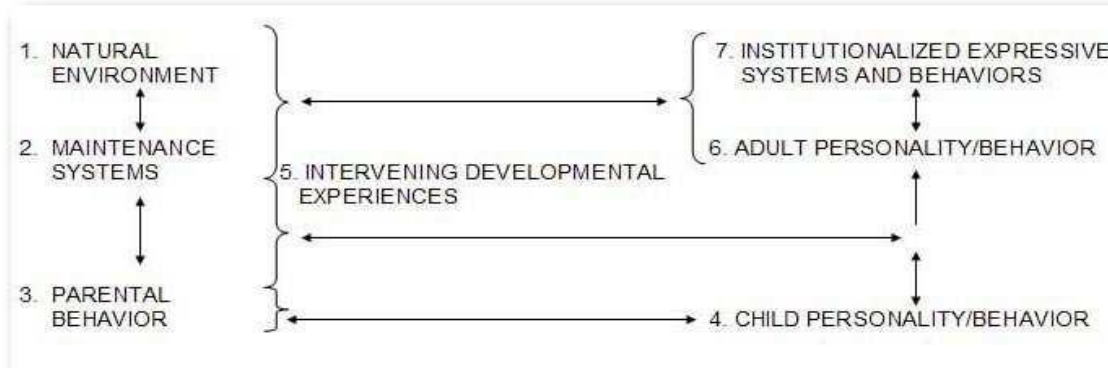 1. NATURAL
ENVIRONMENT
2. MAINTENANCE
SYSTEMS
3. PARENTAL
BEHAVIOR
5. INTERVENING DEVELOPMENTAL
EXPERIENCES
7. INSTITUTIONALIZED EXPRESSIVE
SYSTEMS AND BEHAVIORS
6. ADULT PERSONALITY/BEHAVIOR
4. CHILD PERSONALITY/BEHAVIOR